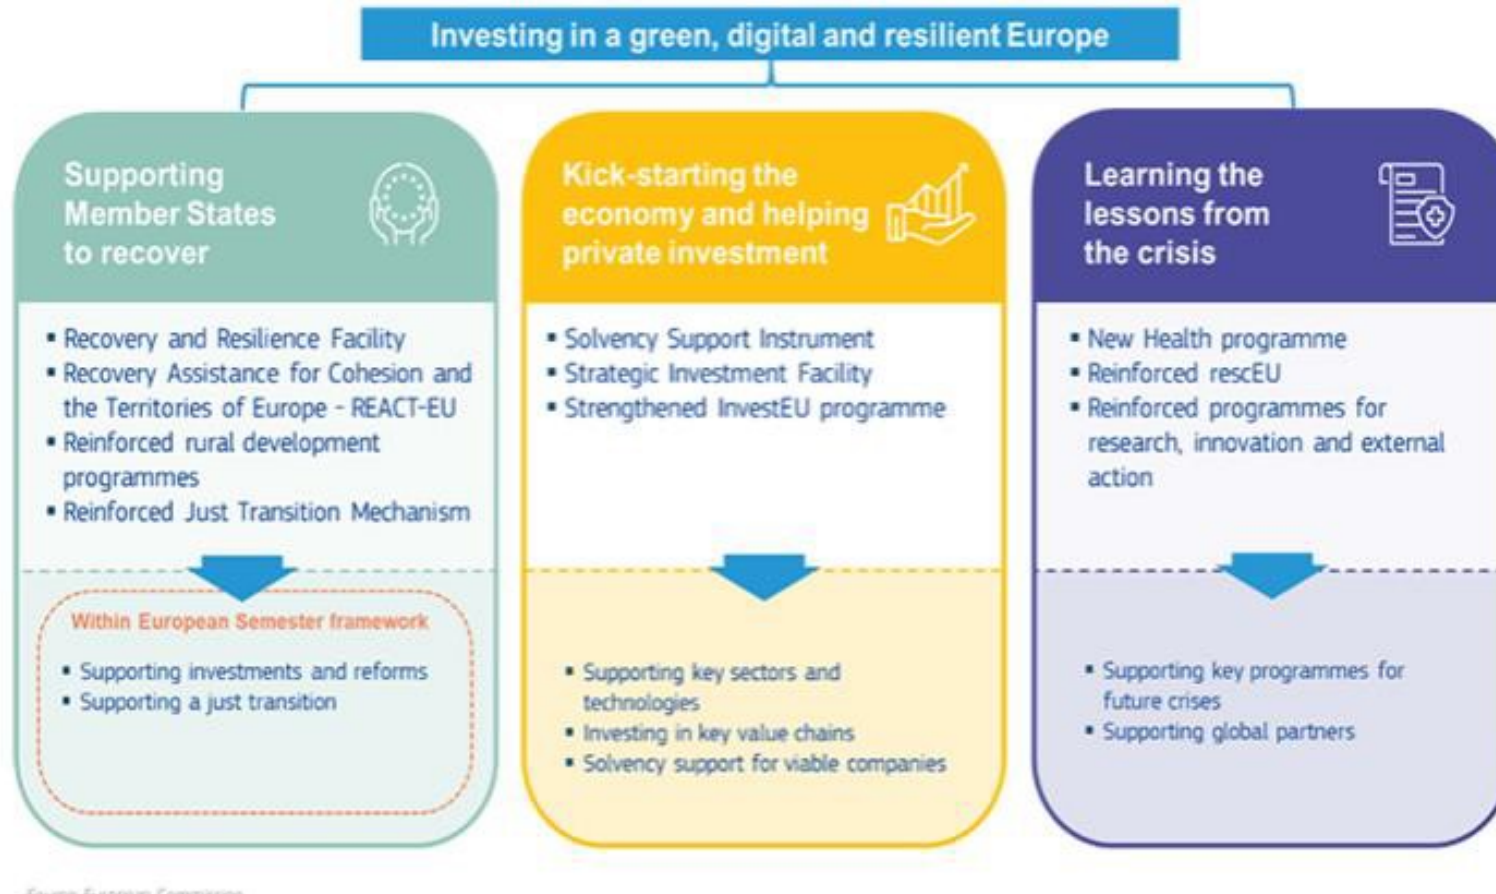 Investing in a green, digital and resilient Europe
Supporting
Member States
to recover
▪ Recovery and Resilience Facility
▪ Recovery Assistance for Cohesion and
the Territories of Europe - REACT-EU
▪ Reinforced rural development
programmes
▪ Reinforced Just Transition Mechanism
Within European Semester framework
▪ Supporting investments and reforms
▪ Supporting a just transition
Kick-starting the
economy and helping
private investment
▪ Solvency Support Instrument
▪ Strategic Investment Facility
▪ Strengthened InvestEU programme
▪ Supporting key sectors and
technologies
▪ Investing in key value chains
▪ Solvency support for viable companies
Learning the
lessons from
the crisis
▪ New Health programme
▪ Reinforced rescEU
▪ Reinforced programmes for
research, innovation and external
action
▪ Supporting key programmes for
future crises
▪ Supporting global partners